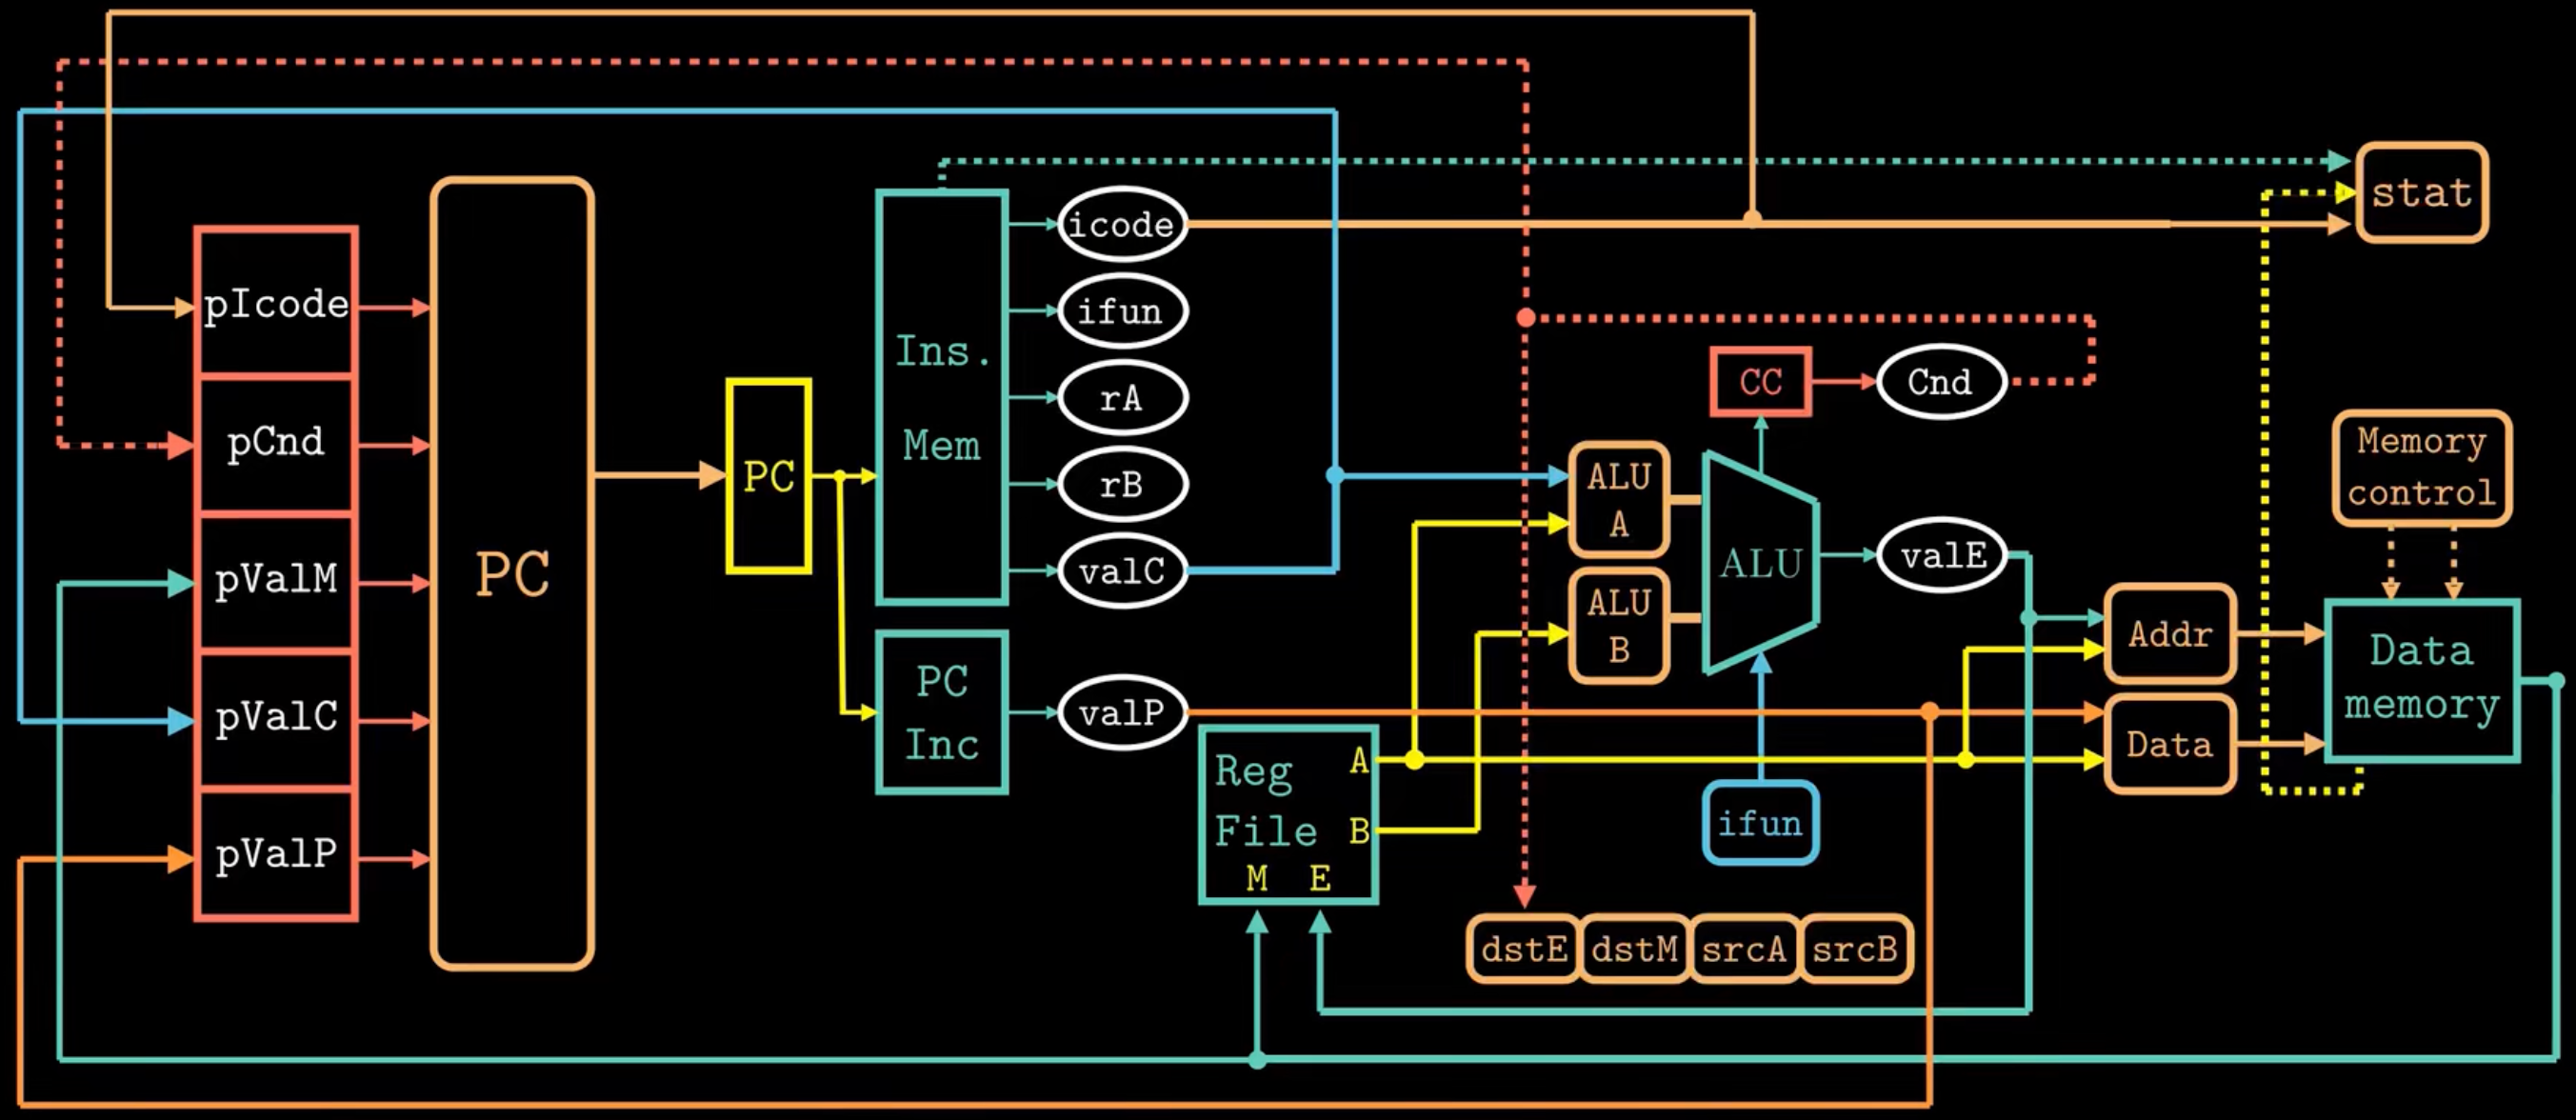 pIcode
pCnd
pValM
pValC
pValP
PC
PC
Ins.
Mem
PC
Inc
icode
ifun
rA
rB
valC
valP
Reg
File
A
B
M E
ALU
A
ALU
B
ALU
CC
Cnd
valE
ifun
dstE dstM srcA srcB
stat
Memory
control
Addr
Data
Data
memory